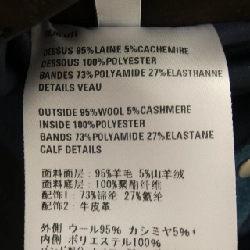 DESSUS 95%LAINE 5%CACHEMIRE
DESSOUS 100%POLYESTER
BANDES 73%POLYAMIDE 27%ELASTHANNE
DETAILS VEAU
OUTSIDE 95%WOOL 5%CASHMERE
INSIDE 100%POLYESTER
BANDS 73%POLYAMIDE 27%ELASTANE
CALF DETAILS
面料面层：95%羊毛 5%山羊绒
面料底层：100%聚酯纤维
配饰1：73%锦纶 27%氨纶
配饰2：牛皮革
外側 ウール95% カシミヤ5%
内側 ポリエステル100%